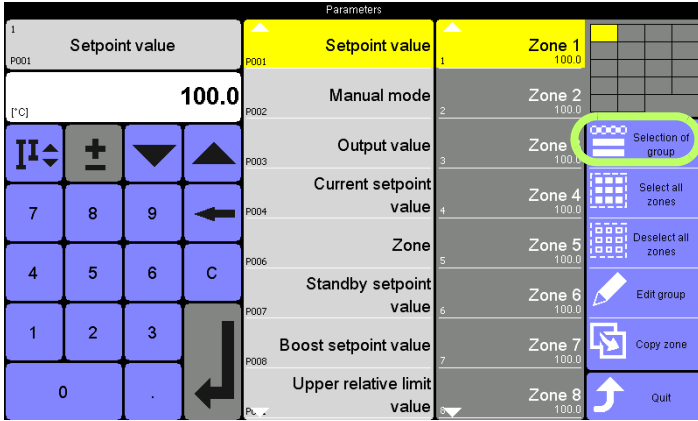 Parameters
1
Setpoint value
P001
100.0
[°C]
7
8
9
4
5
6
C
1
2
3
0
.
Setpoint value
P001
Manual mode
P002
Output value
P003
Current setpoint
value
P004
Zone
P006
Standby setpoint
value
P007
Boost setpoint value
P008
Upper relative limit
value
Zone 1
1
100.0
Zone 2
2
100.0
Zone
3
100.0
Zone 4
4
100.0
Zone 5
5
100.0
Zone 6
6
100.0
Zone 7
7
100.0
Zone 8
8
100.0
Selection of
group
Select all
zones
Deselect all
zones
Edit group
Copy zone
Quit